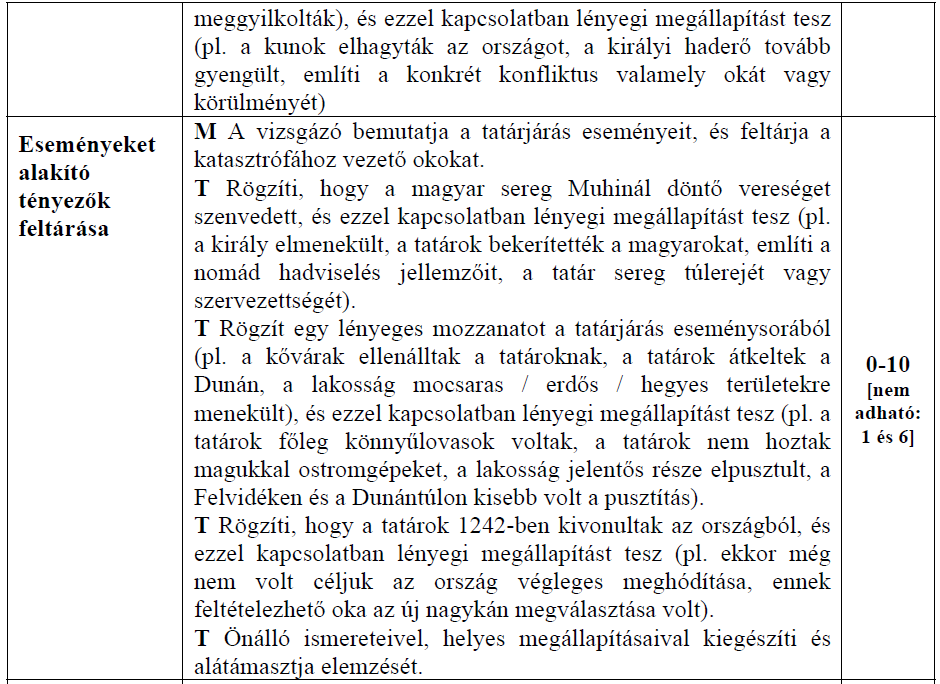 meggyilkolták), és ezzel kapcsolatban lényegi megállapítást tesz
(pl. a kunok elhagyták az országot, a királyi haderő tovább
gyengült, említi a konkrét konfliktus valamely okát vagy
körülményét)
Eseményeket
alakító
tényezők
feltárása
M A vizsgázó bemutatja a tatárjárás eseményeit, és feltárja a
katasztrófához vezető okokat.
T Rögzíti, hogy a magyar sereg Muhinál döntő vereséget
szenvedett, és ezzel kapcsolatban lényegi megállapítást tesz (pl.
a király elmenekült, a tatárok bekerítették a magyarokat, említi a
nomád hadviselés jellemzőit, a tatár sereg túlerejét vagy
szervezettségét).
T Rögzít egy lényeges mozzanatot a tatárjárás eseménysorából
(pl. a kővárak ellenálltak a tatároknak, a tatárok átkeltek a
Dunán, a lakosság mocsaras / erdős / hegyes területekre
menekült), és ezzel kapcsolatban lényegi megállapítást tesz (pl. a
tatárok főleg könnyűlovasok voltak, a tatárok nem hoztak
magukkal ostromgépeket, a lakosság jelentős része elpusztult, a
Felvidéken és a Dunántúlon kisebb volt a pusztítás).
T Rögzíti, hogy a tatárok 1242-ben kivonultak az országból, és
ezzel kapcsolatban lényegi megállapítást tesz (pl. ekkor még
nem volt céljuk az ország végleges meghódítása, ennek
feltételezhető oka az új nagykán megválasztása volt).
T Önálló ismereteivel, helyes megállapításaival kiegészíti és
alátámasztja elemzését.
0-10
[nem
adható:
1 és 6]